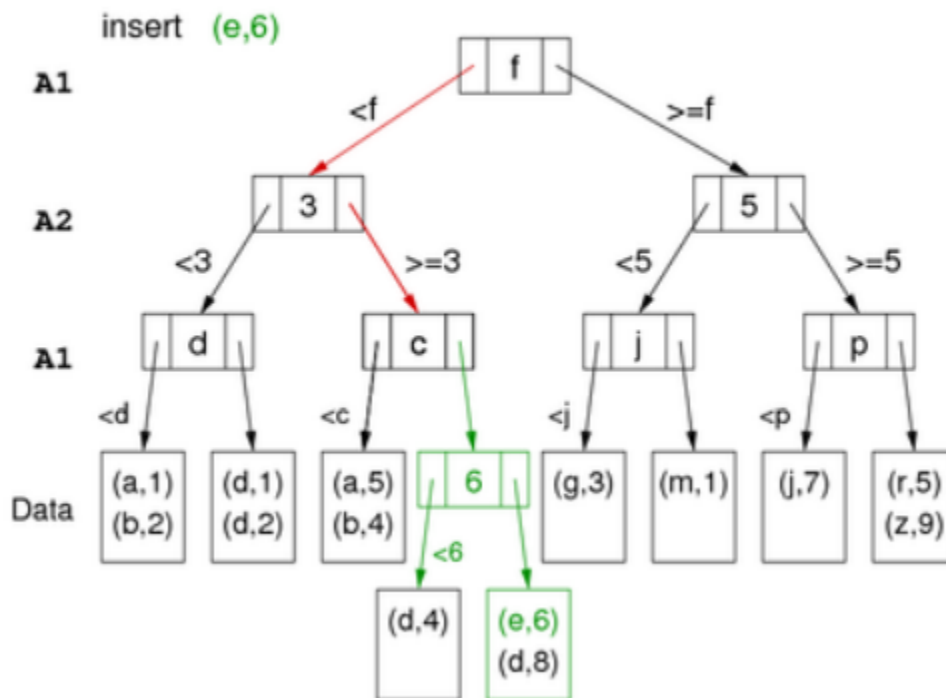 insert (e,6)
A1
f
<f
>=f
A2
3
5
<3
>=3
<5
>=5
A1
d
c
j
p
<d
<c
<j
<p
Data
(a,1)
(b,2)
(d,1)
(d,2)
(a,5)
(b,4)
6
(g,3)
(m,1)
(j,7)
(r,5)
(z,9)
<6
(d,4)
(e,6)
(d,8)